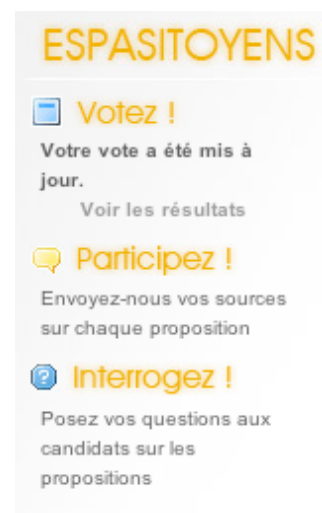 ESPASITOYENS
Votez !
Votre vote a été mis à
jour.
Voir les résultats
Participez !
Envoyez-nous vos sources
sur chaque proposition
Interrogez !
Posez vos questions aux
candidats sur les
propositions